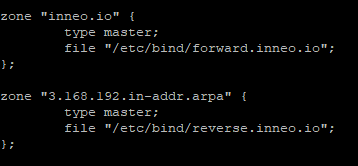 zone "inneo.io" {
        type master;
        file "/etc/bind/forward.inneo.io";
};

zone "3.168.192.in-addr.arpa" {
        type master;
        file "/etc/bind/reverse.inneo.io";
};